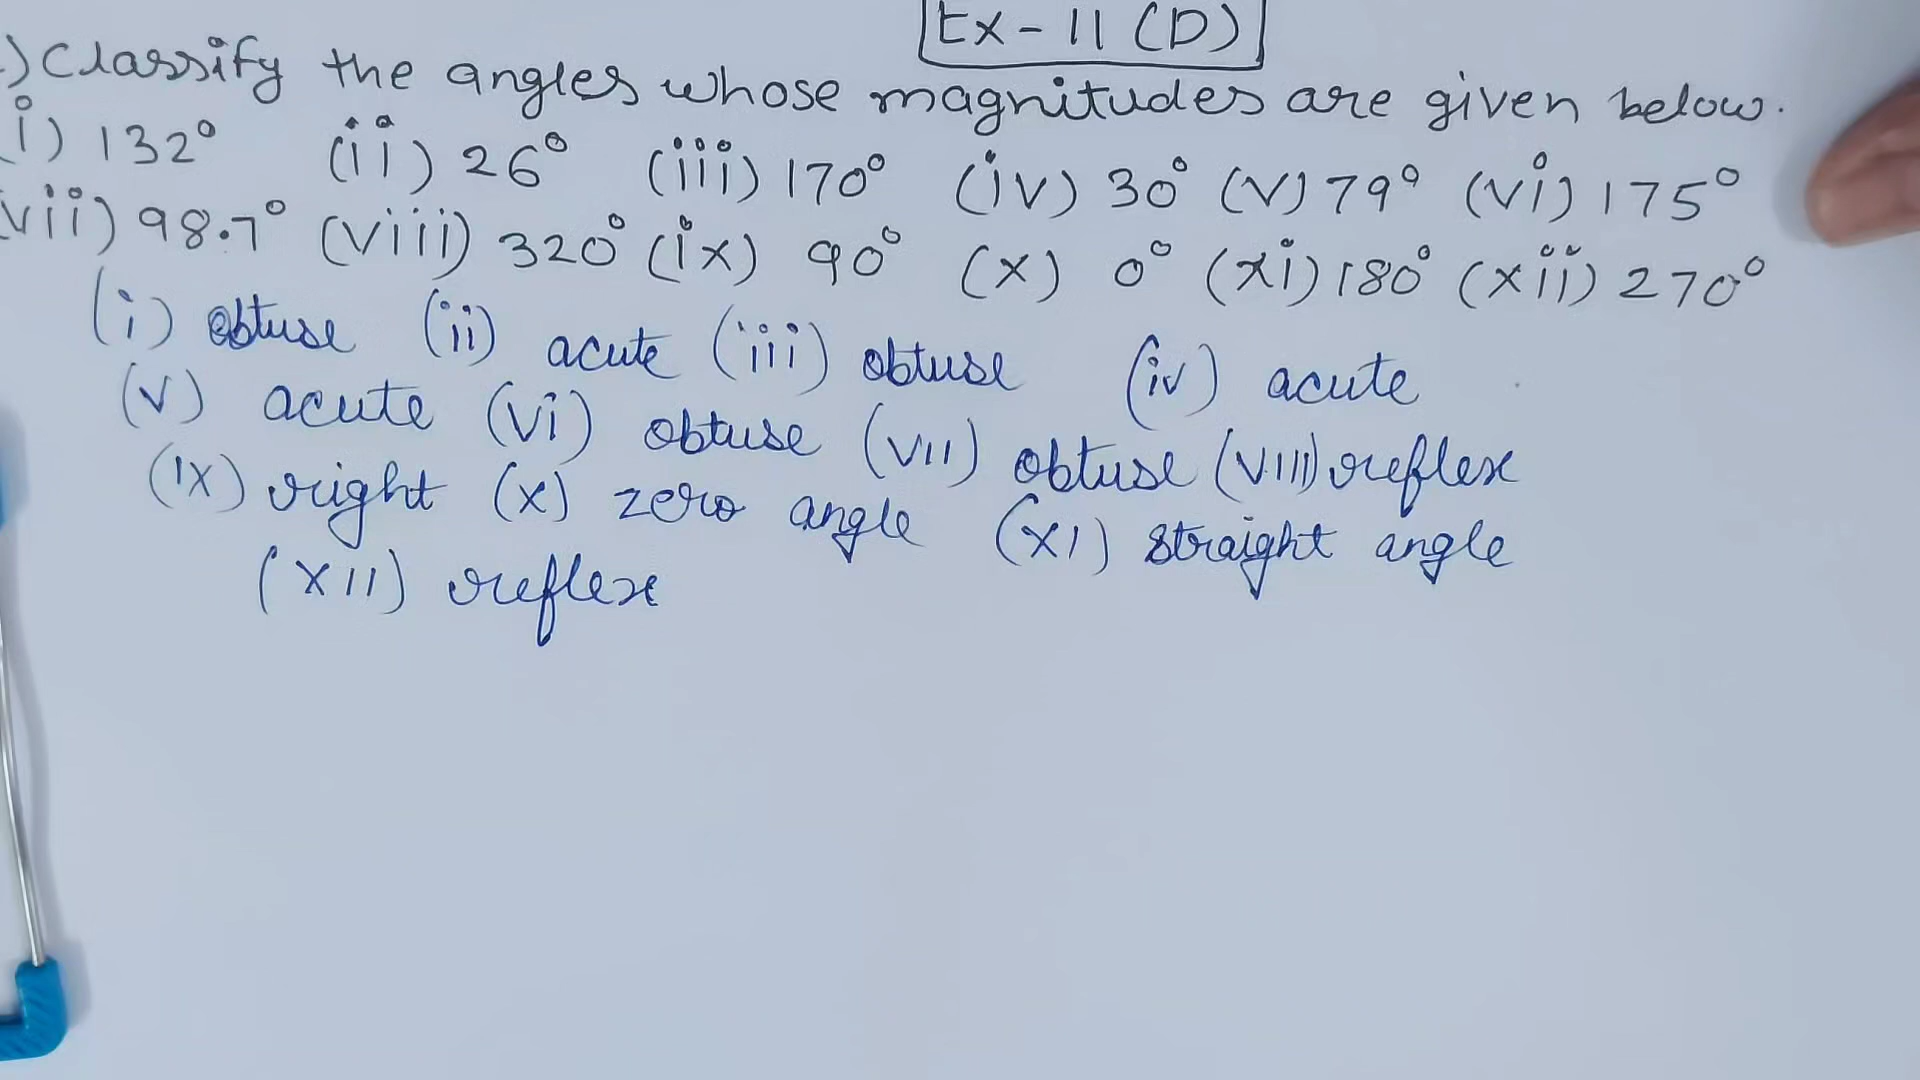 Ex-11 (D)
.) Classify the angles whose magnitudes are given below.
(i) 132° (ii) 26° (iii) 170° (iv) 30° (v) 79° (vi) 175°
(vii) 98.7° (viii) 320° (ix) 90° (x) 0° (xi) 180° (xii) 270°
(i) obtuse (ii) acute (iii) obtuse (iv) acute
(v) acute (vi) obtuse (VII) obtuse (VIII) reflex
(IX) right (x) zero angle (XI) straight angle
(XII) reflex